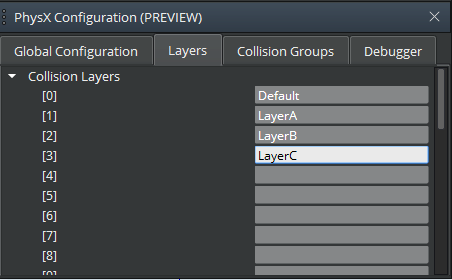 PhysX Configuration (PREVIEW)
Global Configuration Layers Collision Groups Debugger
Collision Layers
[0] Default
[1] LayerA
[2] LayerB
[3] LayerC
[4]
[5]
[6]
[7]
[8]